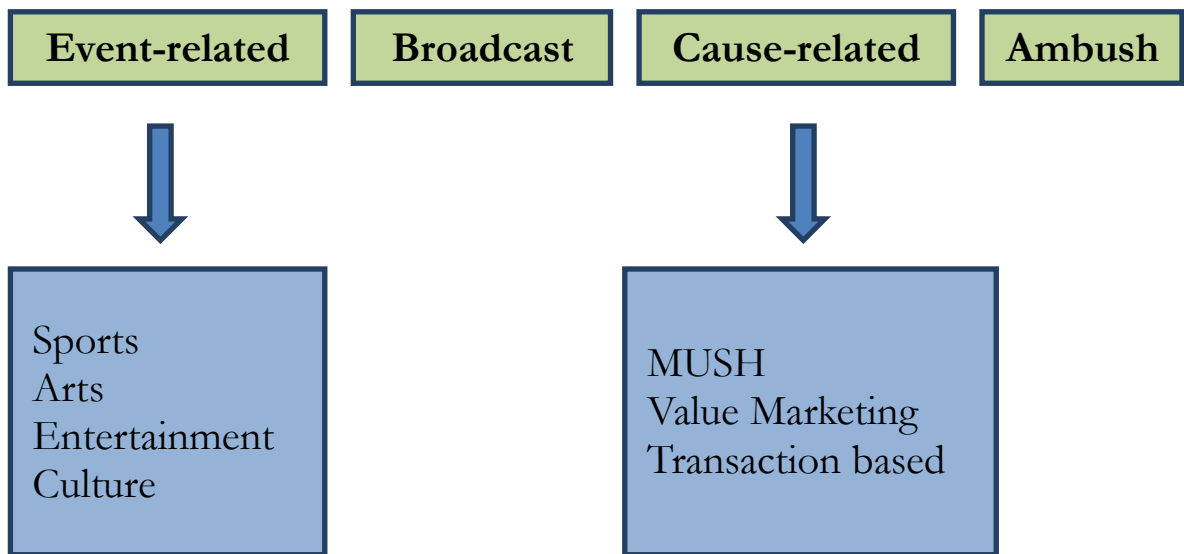 Event-related
Broadcast
Cause-related
Ambush
Sports
Arts
Entertainment
Culture
MUSH
Value Marketing
Transaction based